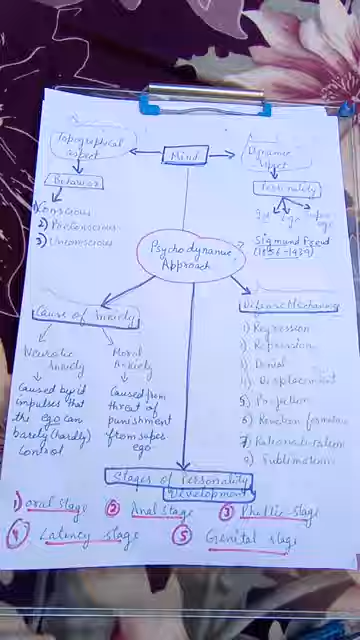 Topographical
aspect
Mind
Dynamic
aspect
Behavior
1) Conscious
2) Preconscious
3) Unconscious
Personality
Id ego super
ego
Sigmund Freud
(1856-1939)
Psychodynamic
Approach
Cause of Anxiety
Neurotic
Anxiety
Caused by id
impulses that
the ego can
barely (hardly)
control
Moral
Anxiety
Caused from
threat of
punishment
from super
ego
Defense Mechanism
1) Regression
2) Repression
3) Denial
4) Displacement
5) Projection
6) Reaction formation
7) Rationalization
8) Sublimation
Stages of Personality
Development
1) oral stage 2 Anal stage 3 Phallic stage
4 Latency stage 5 Genital stage